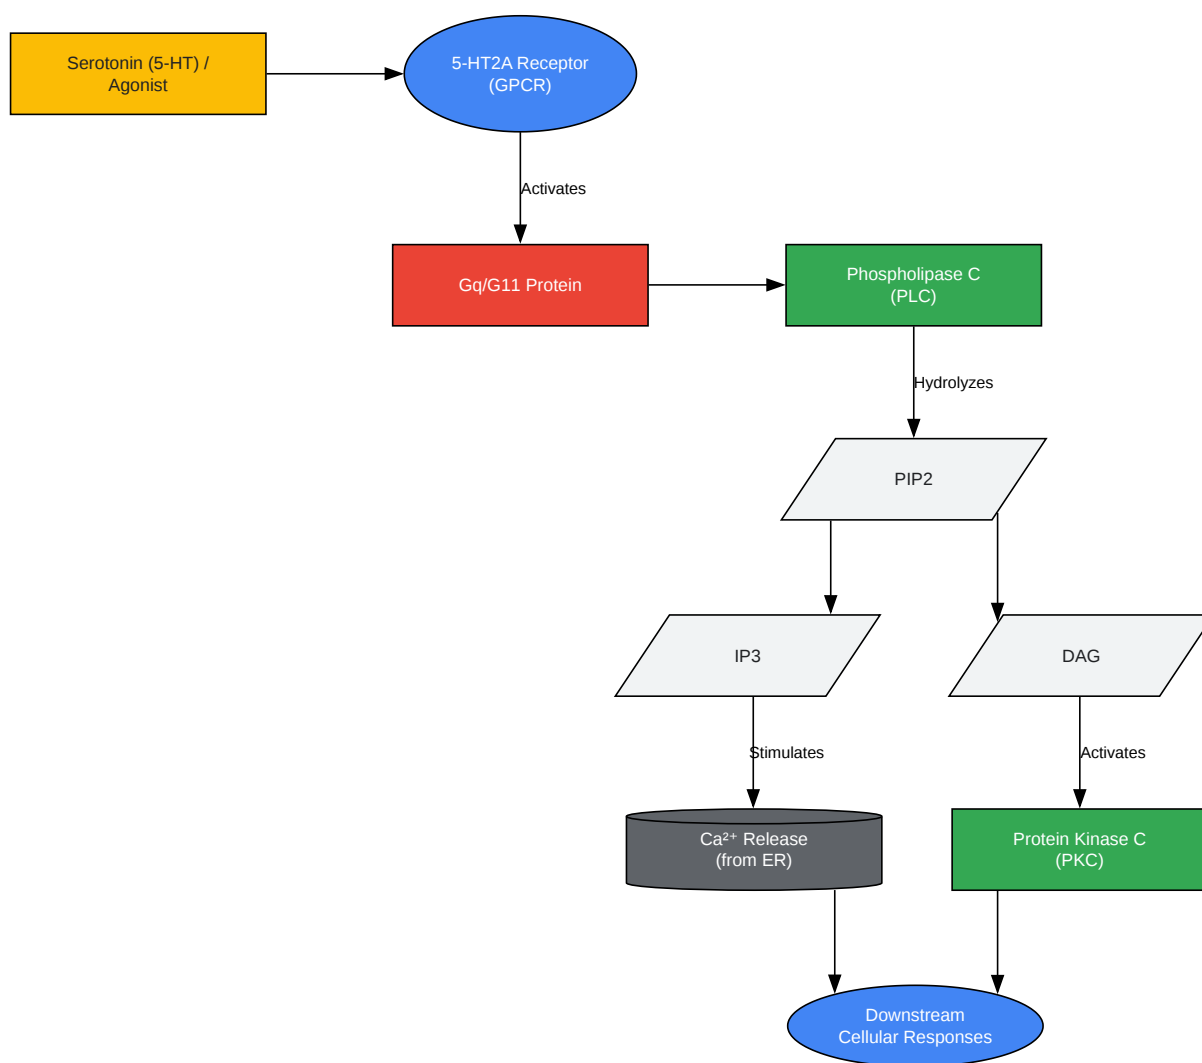 Serotonin (5-HT) /
Agonist
5-HT2A Receptor
(GPCR)
Activates
Gq/G11 Protein
Phospholipase C
(PLC)
Hydrolyzes
PIP2
IP3
DAG
Stimulates
Activates
Ca²⁺ Release
(from ER)
Protein Kinase C
(PKC)
Downstream
Cellular Responses